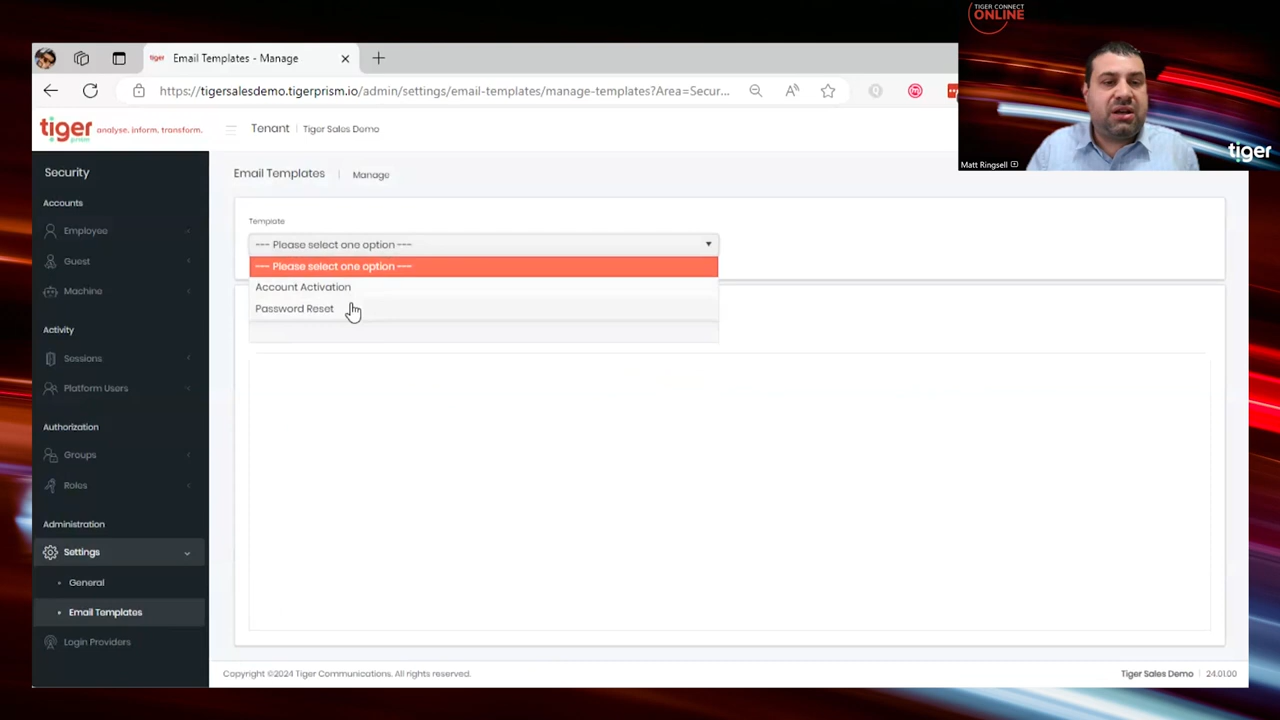 TIGER CONNECT
ONLINE
Email Templates - Manage
https://tigersalesdemo.tigerprism.io/admin/settings/email-templates/manage-templates?Area=Secur...
tiger analyse. inform. transform.
prism
Tenant | Tiger Sales Demo
Matt Ringsell
tiger
Security
Email Templates | Manage
Accounts
Employee
Guest
Machine
Activity
Sessions
Platform Users
Authorization
Groups
Roles
Administration
Settings
General
Email Templates
Login Providers
Template
--- Please select one option ---
--- Please select one option ---
Account Activation
Password Reset
Copyright ©2024 Tiger Communications. All rights reserved.
Tiger Sales Demo | 24.01.00